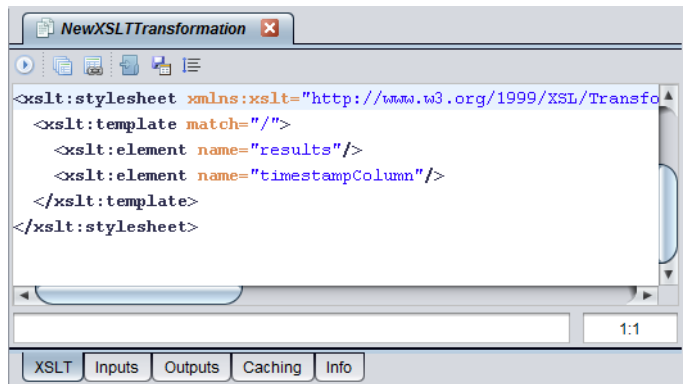 NewXSLTTransformation
<xslt:stylesheet xmlns:xslt="http://www.w3.org/1999/XSL/Transfo
<xslt:template match="/">
<xslt:element name="results"/>
<xslt:element name="timestampColumn"/>
</xslt:template>
</xslt:stylesheet>
1:1
XSLT Inputs Outputs Caching Info